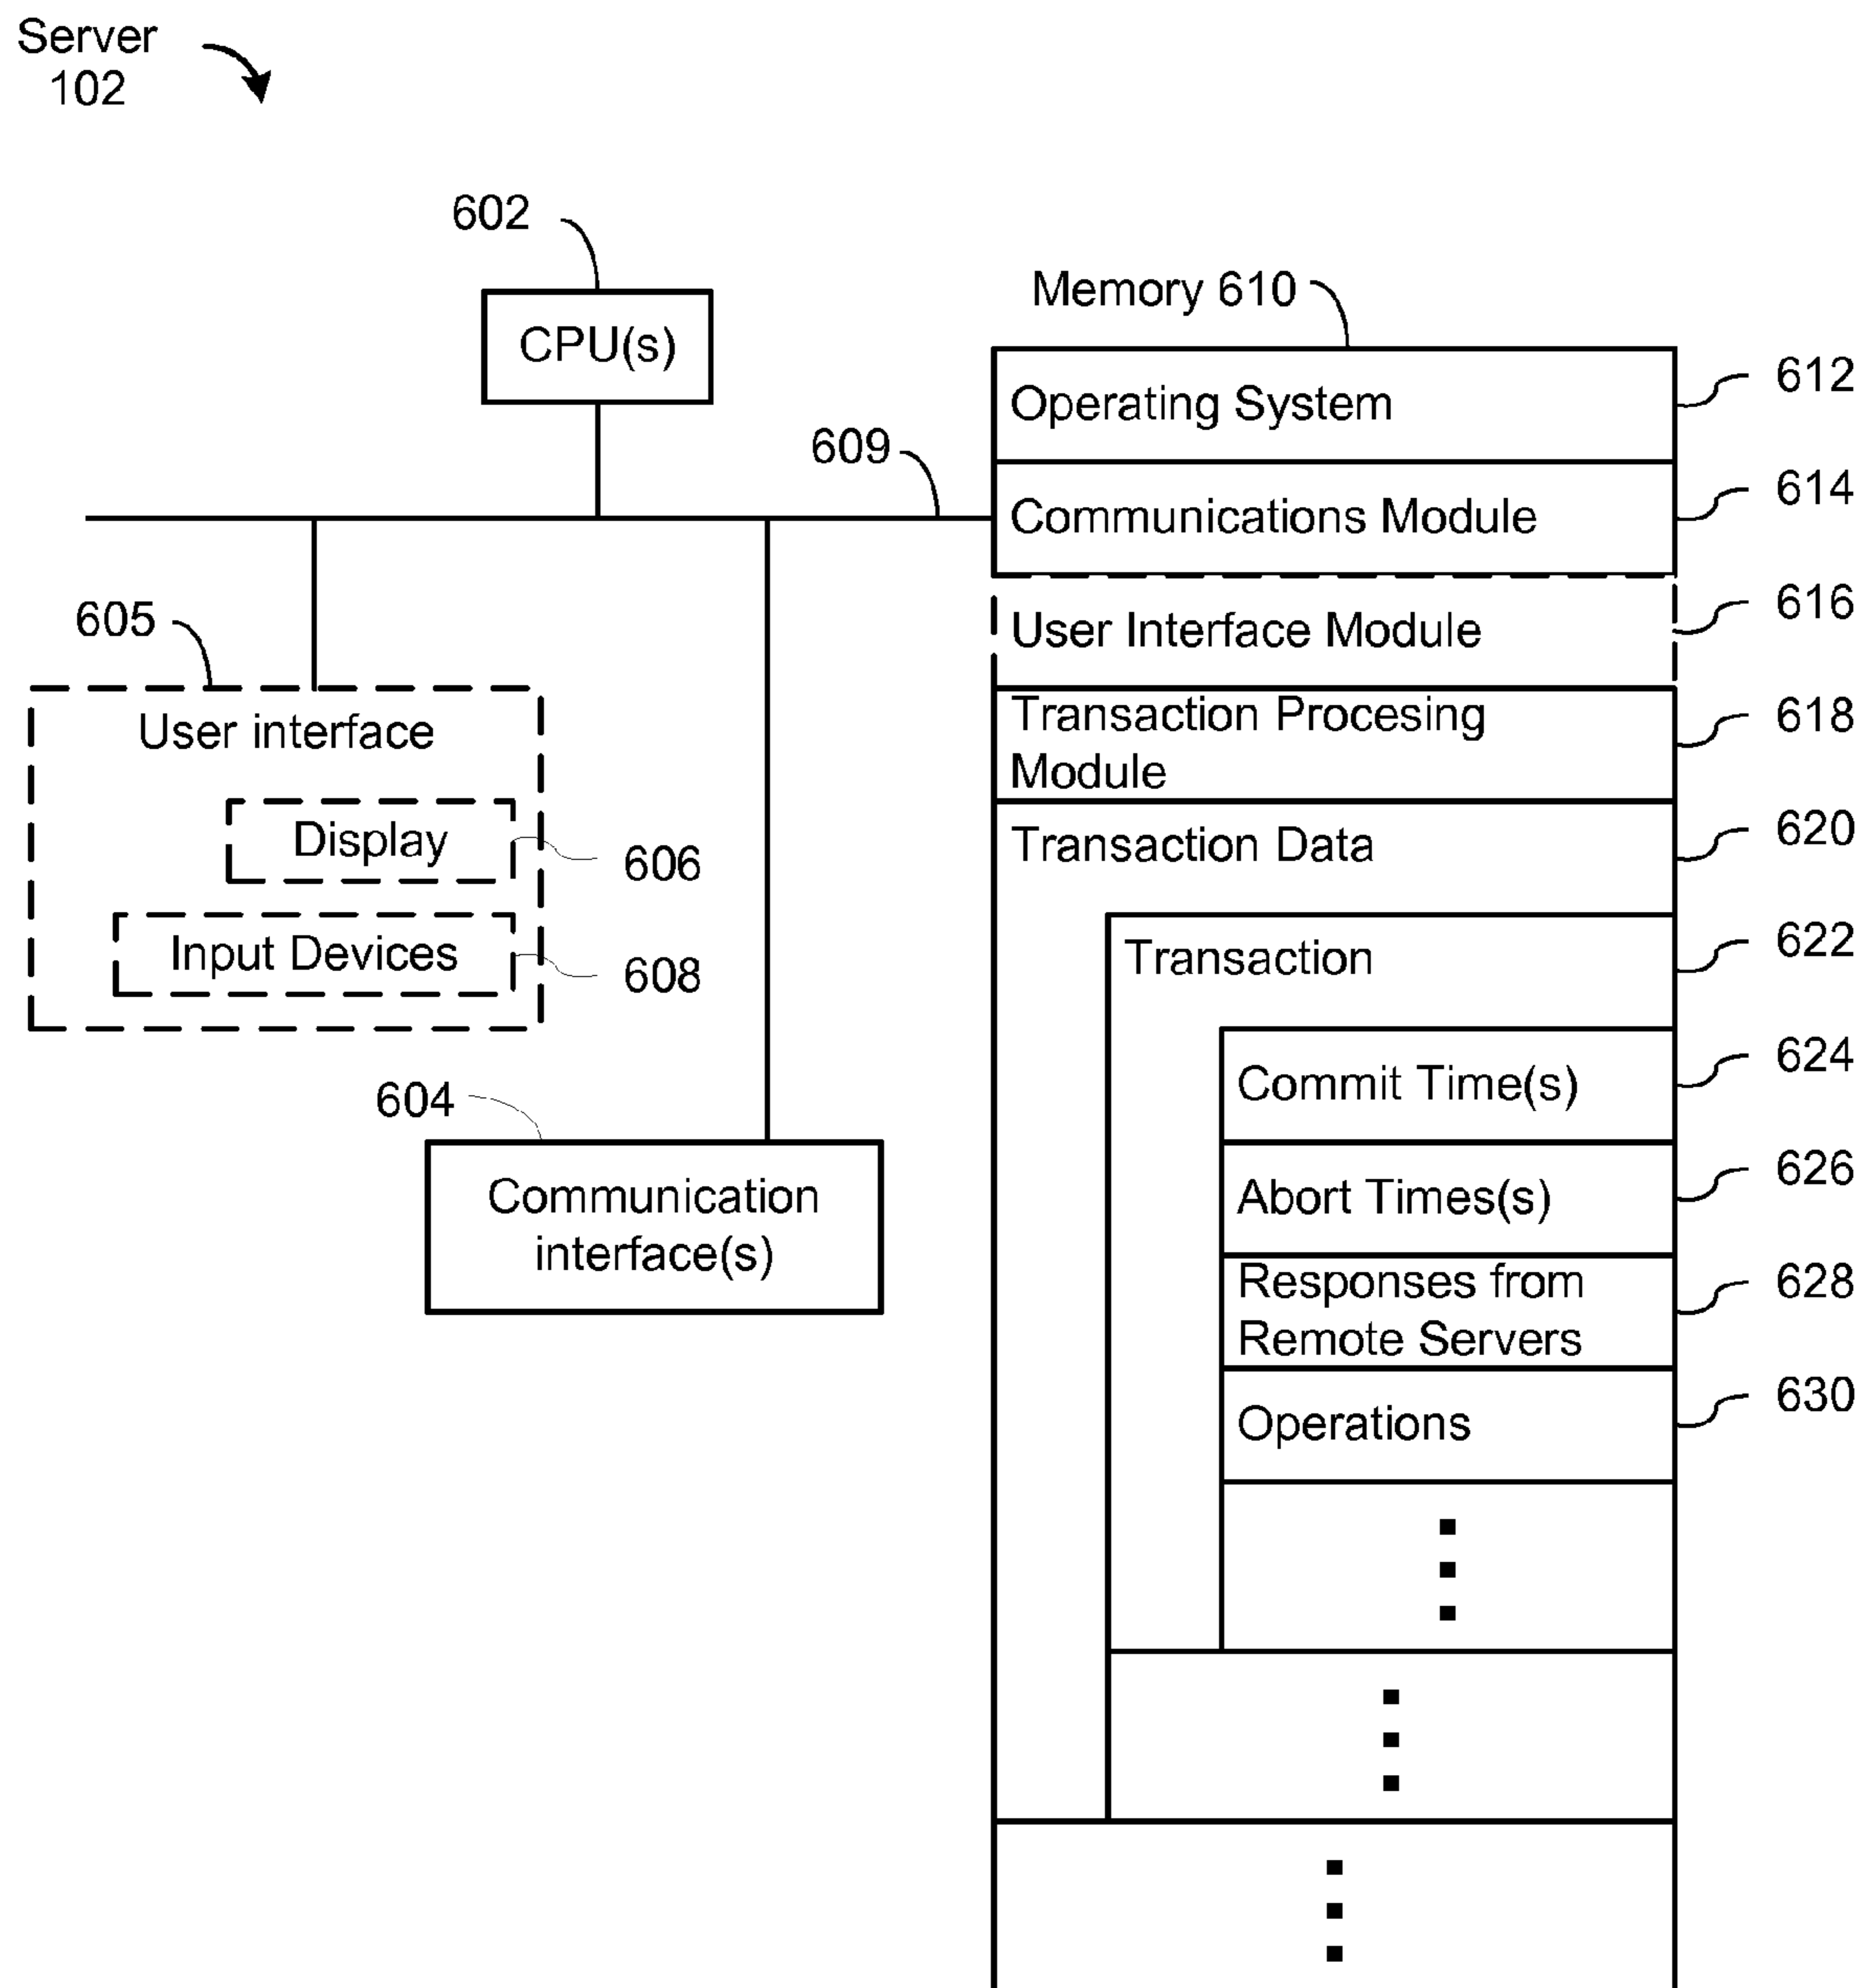 Server
102
602
CPU(s)
609
Memory 610
Operating System
612
Communications Module
614
User Interface Module
616
Transaction Procesing
Module
618
Transaction Data
620
Transaction
622
Commit Time(s)
624
Abort Times(s)
626
Responses from
Remote Servers
628
Operations
630
605
User interface
Display
606
Input Devices
608
604
Communication
interface(s)